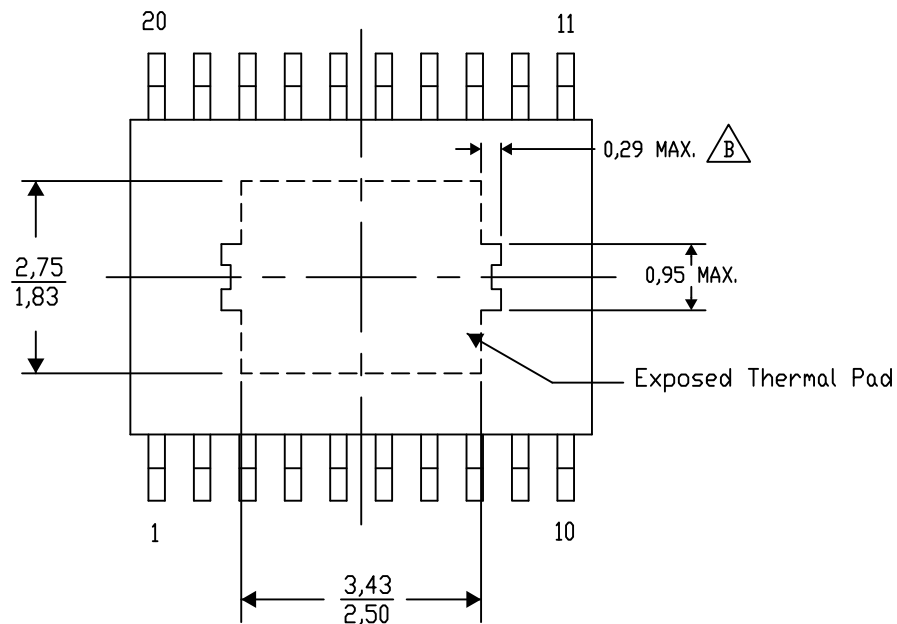 20
11
0,29 MAX.
B
2,75
1,83
0,95 MAX.
Exposed Thermal Pad
1
10
3,43
2,50